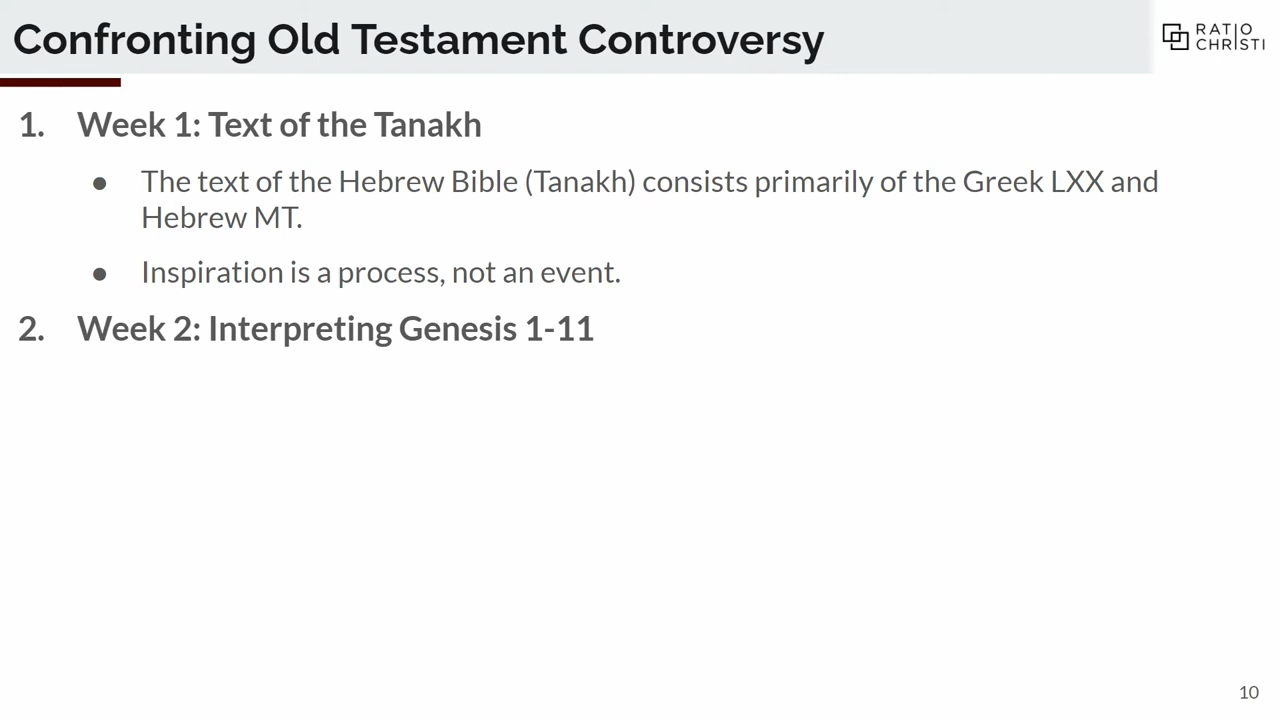 Confronting Old Testament Controversy
RATIO
CHRISTI
1. Week 1: Text of the Tanakh
● The text of the Hebrew Bible (Tanakh) consists primarily of the Greek LXX and
Hebrew MT.
● Inspiration is a process, not an event.
2. Week 2: Interpreting Genesis 1-11
10